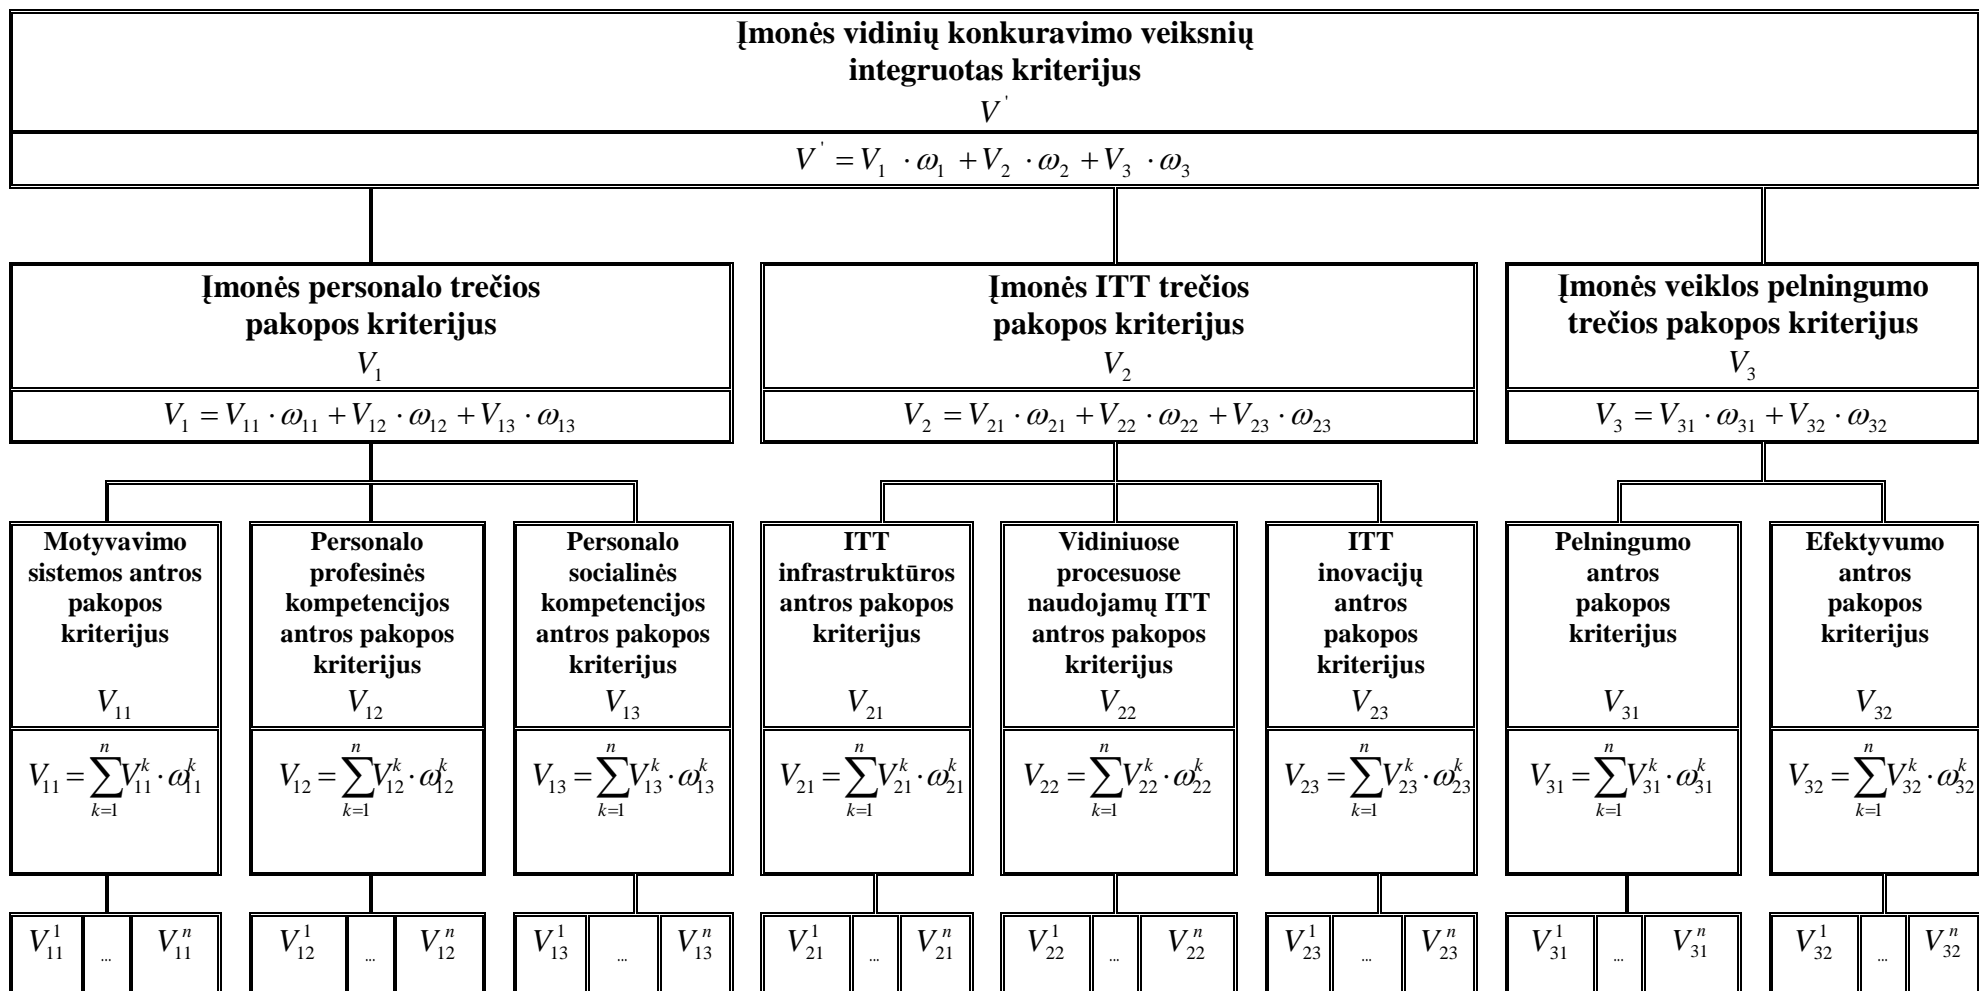 Įmonės vidinių konkuravimo veiksnių
integruotas kriterijus
V '
V ' = V₁ · ω₁ + V₂ · ω₂ + V₃ · ω₃
Įmonės personalo trečios
pakopos kriterijus
V₁
V₁ = V₁₁ · ω₁₁ + V₁₂ · ω₁₂ + V₁₃ · ω₁₃
Įmonės ITT trečios
pakopos kriterijus
V₂
V₂ = V₂₁ · ω₂₁ + V₂₂ · ω₂₂ + V₂₃ · ω₂₃
Įmonės veiklos pelningumo
trečios pakopos kriterijus
V₃
V₃ = V₃₁ · ω₃₁ + V₃₂ · ω₃₂
Motyvavimo
sistemos antros
pakopos
kriterijus
V₁₁
V₁₁ = ∑_{k=1}^{n} V₁₁^k · ω₁₁^k
Personalo
profesinės
kompetencijos
antros pakopos
kriterijus
V₁₂
V₁₂ = ∑_{k=1}^{n} V₁₂^k · ω₁₂^k
Personalo
socialinės
kompetencijos
antros pakopos
kriterijus
V₁₃
V₁₃ = ∑_{k=1}^{n} V₁₃^k · ω₁₃^k
ITT
infrastruktūros
antros pakopos
kriterijus
V₂₁
V₂₁ = ∑_{k=1}^{n} V₂₁^k · ω₂₁^k
Vidiniuose
procesuose
naudojamų ITT
antros pakopos
kriterijus
V₂₂
V₂₂ = ∑_{k=1}^{n} V₂₂^k · ω₂₂^k
ITT
inovacijų
antros
pakopos
kriterijus
V₂₃
V₂₃ = ∑_{k=1}^{n} V₂₃^k · ω₂₃^k
Pelningumo
antros
pakopos
kriterijus
V₃₁
V₃₁ = ∑_{k=1}^{n} V₃₁^k · ω₃₁^k
Efektyvumo
antros
pakopos
kriterijus
V₃₂
V₃₂ = ∑_{k=1}^{n} V₃₂^k · ω₃₂^k
V₁₁^1 ... V₁₁^n
V₁₂^1 ... V₁₂^n
V₁₃^1 ... V₁₃^n
V₂₁^1 ... V₂₁^n
V₂₂^1 ... V₂₂^n
V₂₃^1 ... V₂₃^n
V₃₁^1 ... V₃₁^n
V₃₂^1 ... V₃₂^n